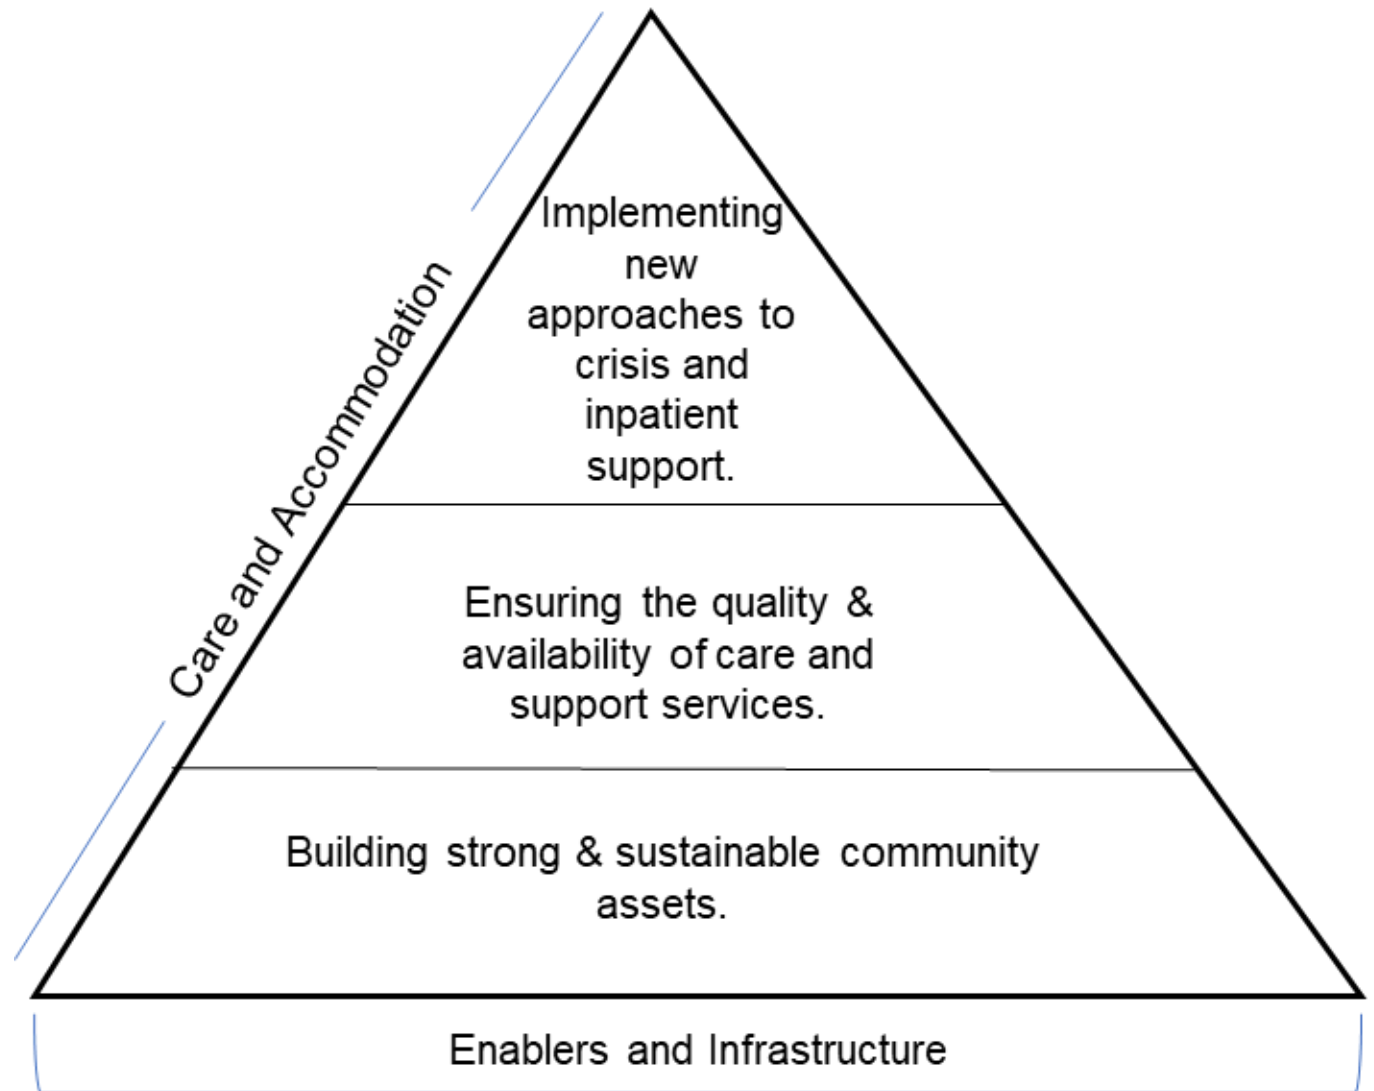 Implementing
new
approaches to
crisis and
inpatient
support.
Care and Accommodation
Ensuring the quality &
availability of care and
support services.
Building strong & sustainable community
assets.
Enablers and Infrastructure